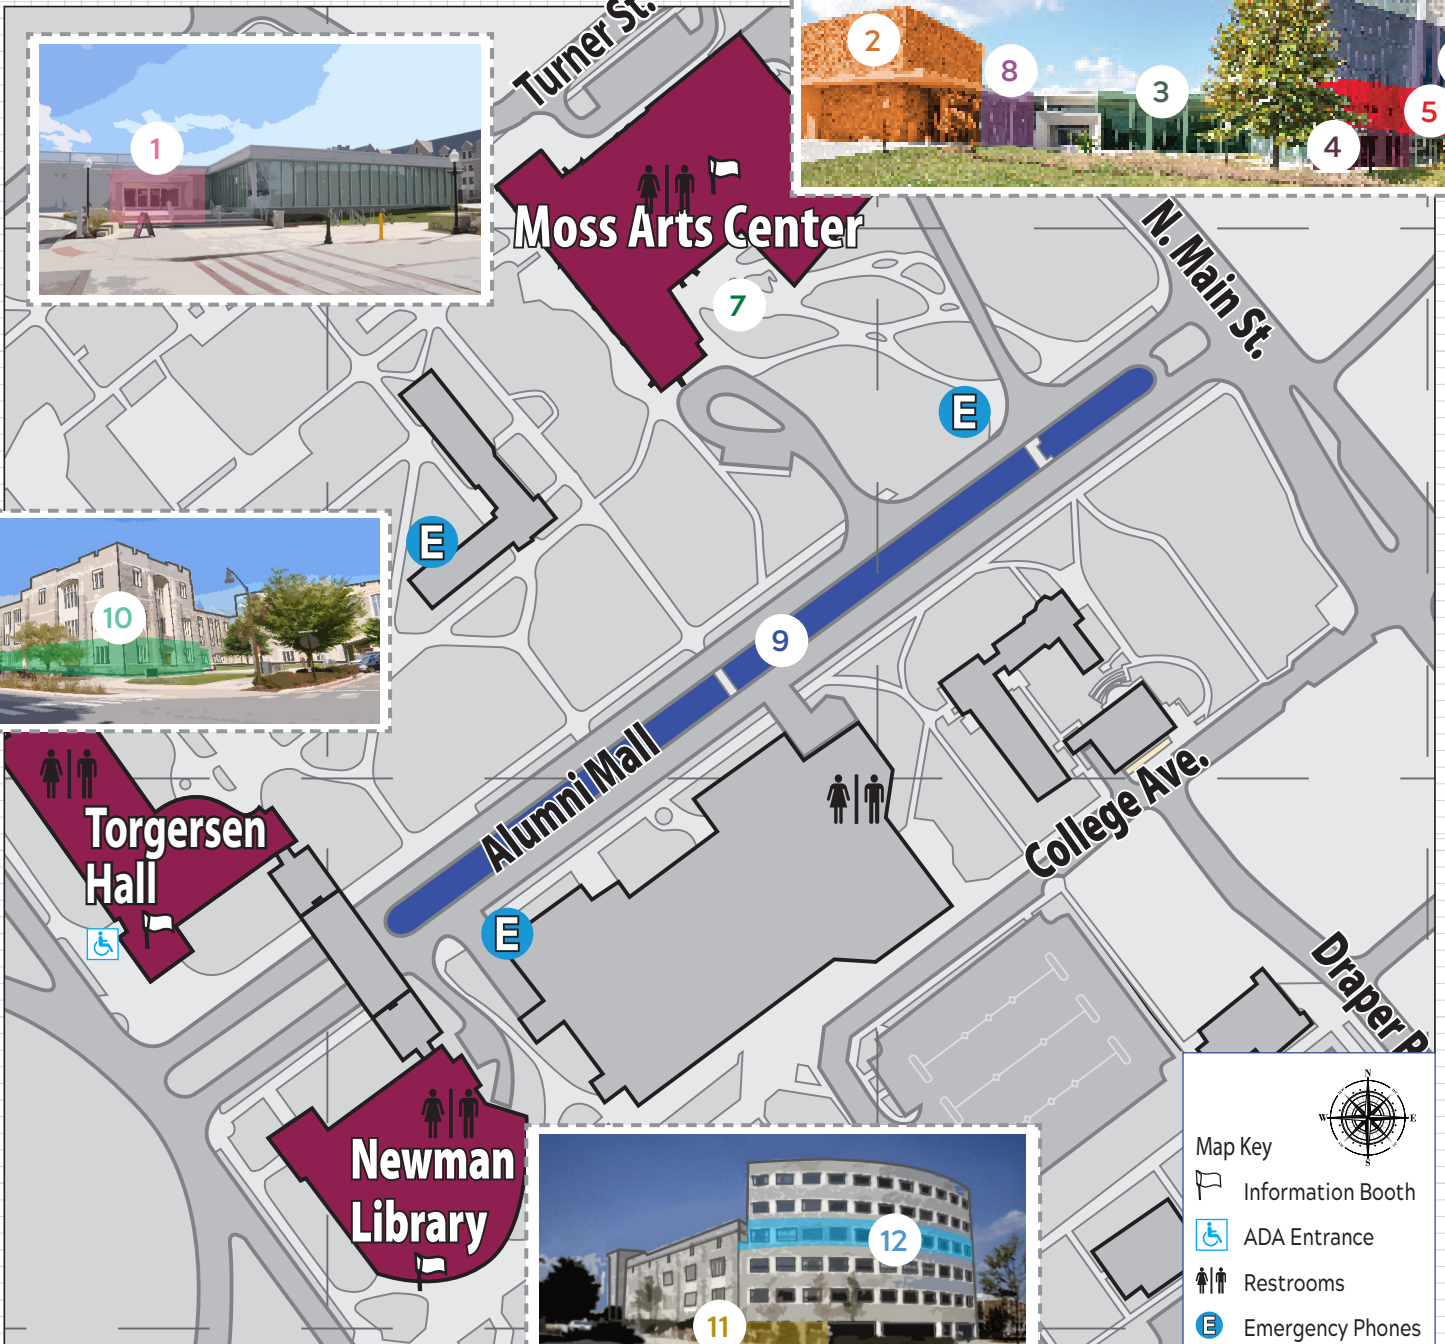 Turner St.
2
8
3
5
4
1
Moss Arts Center
N. Main St.
7
E
E
10
9
Alumni Mall
Torgersen
Hall
College Ave.
E
Draper
Newman
Library
12
11
N
W
E
S
Map Key
Information Booth
ADA Entrance
Restrooms
E
Emergency Phones